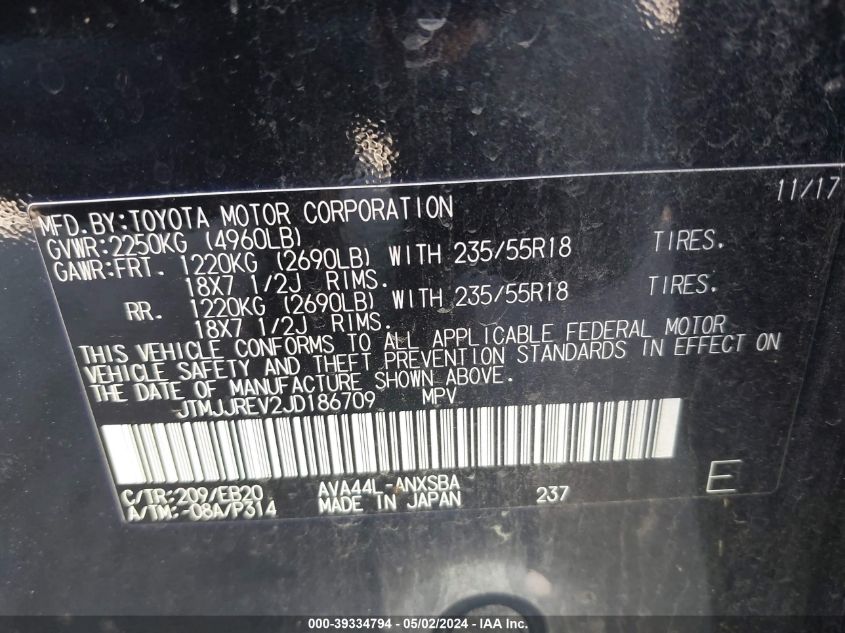 11/17
MFD.BY:TOYOTA MOTOR CORPORATION
GVWR:2250KG (4960LB)
GAWR:FRT. 1220KG (2690LB) WITH 235/55R18 TIRES.
18X7 1/2J RIMS.
RR. 1220KG (2690LB) WITH 235/55R18 TIRES.
18X7 1/2J RIMS.
THIS VEHICLE CONFORMS TO ALL APPLICABLE FEDERAL MOTOR
VEHICLE SAFETY AND THEFT PREVENTION STANDARDS IN EFFECT ON
THE DATE OF MANUFACTURE SHOWN ABOVE.
JTMJJREV2JD186709 MPV
C/TR:209/EB20 AVA44L-ANXSBA
A/TM:-08A/P314 MADE IN JAPAN 237 E
000-39334794 - 05/02/2024 - IAA Inc.